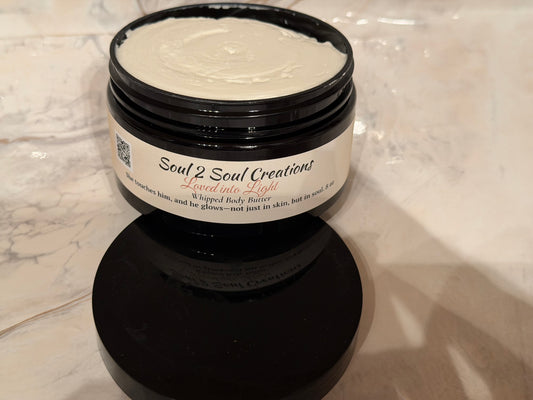 Soul 2 Soul Creations
Loved into Light
Whipped Body Butter
She touches him, and he glows—not just in skin, but in soul. 8 oz